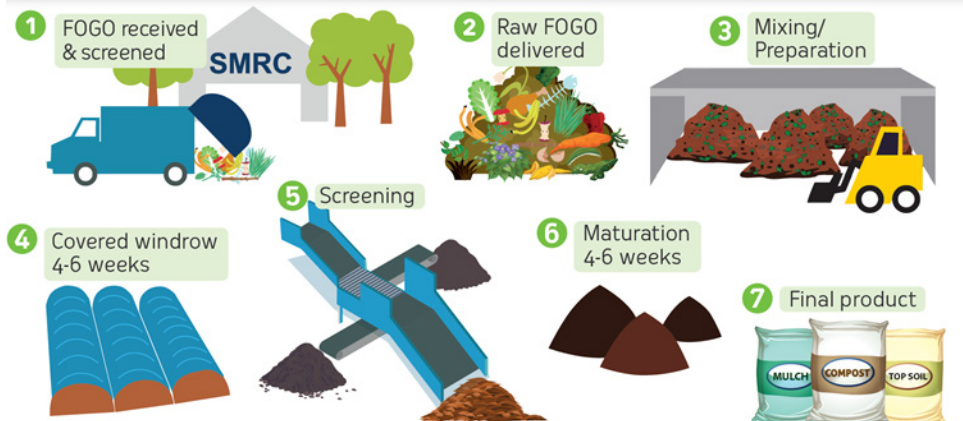 1
FOGO received
& screened
SMRC
2
Raw FOGO
delivered
3
Mixing/
Preparation
4
Covered windrow
4-6 weeks
5
Screening
6
Maturation
4-6 weeks
7
Final product
MULCH
COMPOST
TOP SOIL